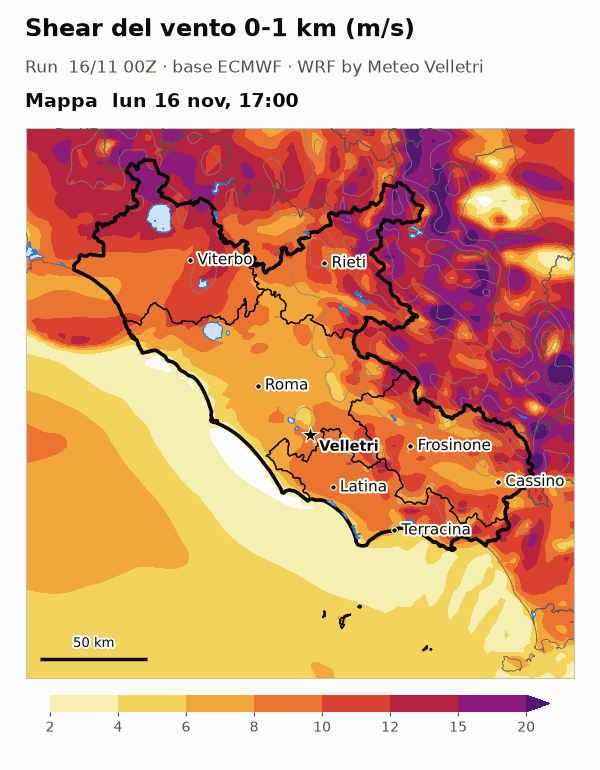 Shear del vento 0-1 km (m/s)
Run 16/11 00Z · base ECMWF · WRF by Meteo Velletri
Mappa lun 16 nov, 17:00
Viterbo
Rieti
Roma
Velletri
Frosinone
Cassino
Latina
Terracina
50 km
2 4 6 8 10 12 15 20